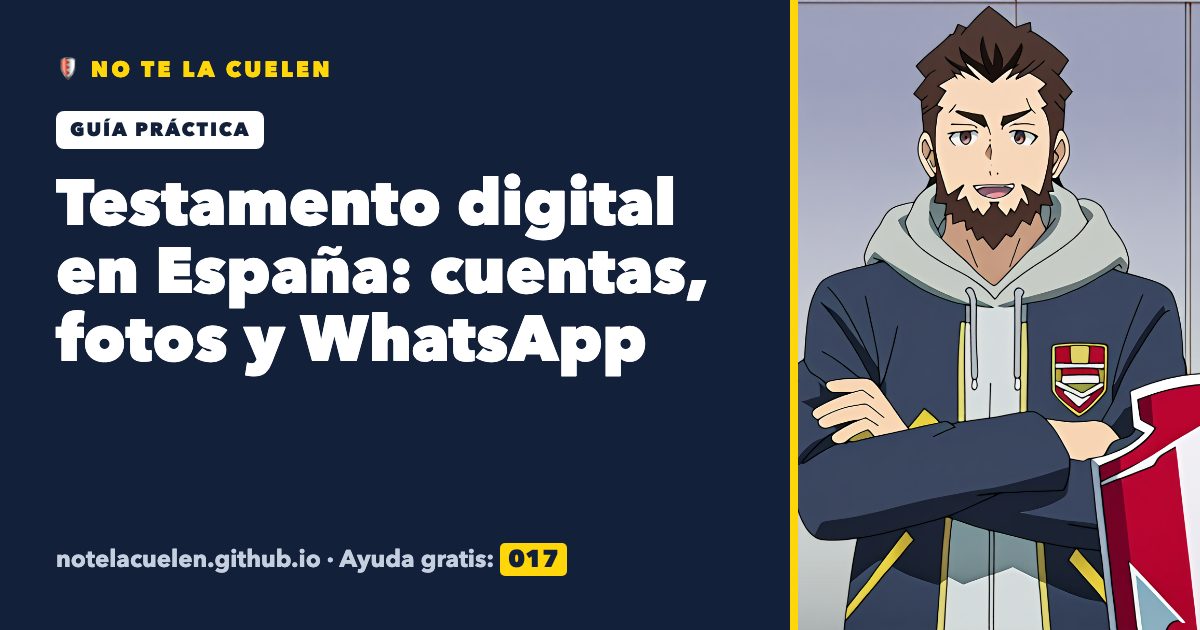 NO TE LA CUELEN
GUÍA PRÁCTICA
Testamento digital
en España: cuentas,
fotos y WhatsApp
notelacuelen.github.io · Ayuda gratis: 017